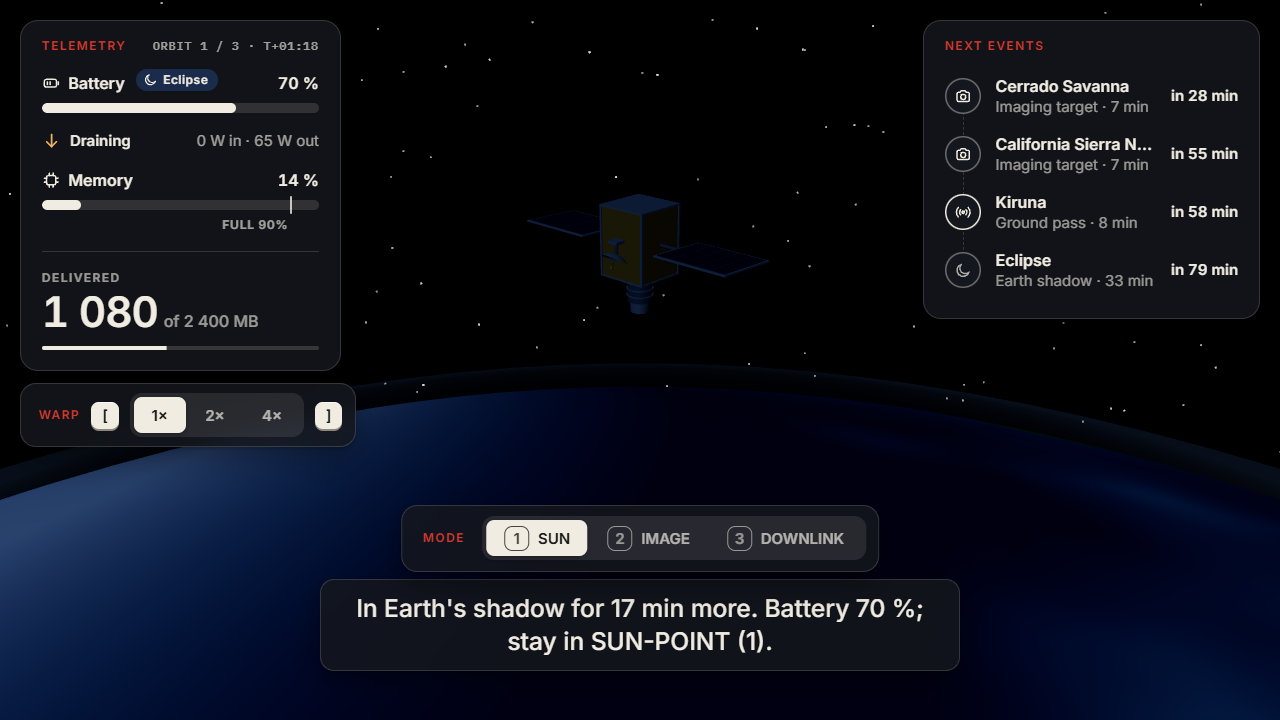 TELEMETRY ORBIT 1 / 3 · T+01:18
Battery Eclipse 70 %
Draining 0 W in · 65 W out
Memory 14 %
FULL 90%
DELIVERED
1 080 of 2 400 MB
WARP [ 1× 2× 4× ]
NEXT EVENTS
Cerrado Savanna
Imaging target · 7 min
in 28 min
California Sierra N...
Imaging target · 7 min
in 55 min
Kiruna
Ground pass · 8 min
in 58 min
Eclipse
Earth shadow · 33 min
in 79 min
MODE 1 SUN 2 IMAGE 3 DOWNLINK
In Earth's shadow for 17 min more. Battery 70 %;
stay in SUN-POINT (1).